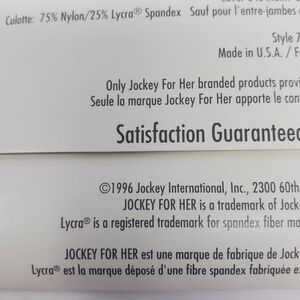 Culotte: 75% Nylon/25% Lycra® Spandex Sauf pour l'entre-jambes
Style 7
Made in U.S.A. / F
Only Jockey For Her branded products provi
Seule la marque Jockey For Her apporte le con
Satisfaction Guaranteed
©1996 Jockey International, Inc., 2300 60th
JOCKEY FOR HER is a trademark of Jock
Lycra® is a registered trademark for spandex fiber ma
JOCKEY FOR HER est une marque de fabrique de Jock
Lycra® est la marque déposé d'une fibre spandex fabriquée e